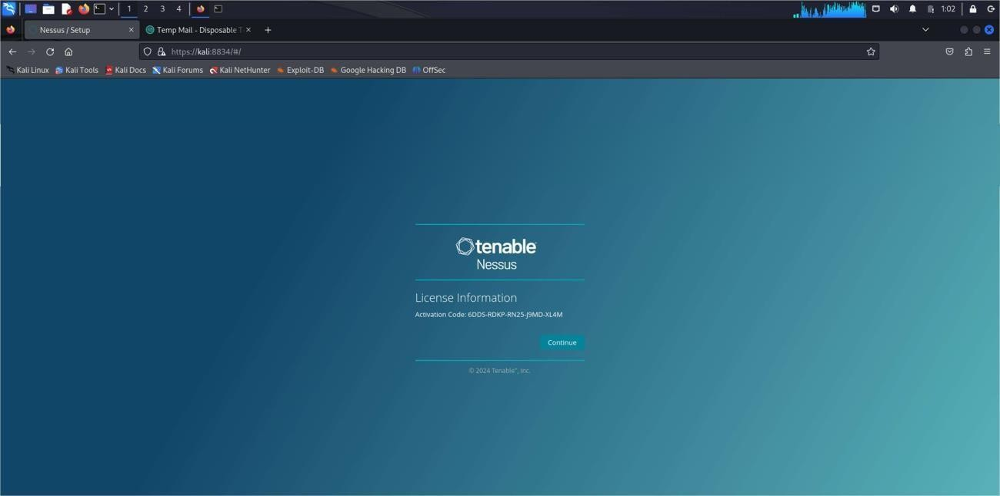 1 2 3 4 1:02
Nessus / Setup Temp Mail - Disposable T
https://kali:8834/#/
Kali Linux Kali Tools Kali Docs Kali Forums Kali NetHunter Exploit-DB Google Hacking DB OffSec
tenable
Nessus
License Information
Activation Code: 6DDS-RDKP-RN25-J9MD-XL4M
Continue
© 2024 Tenable™, Inc.